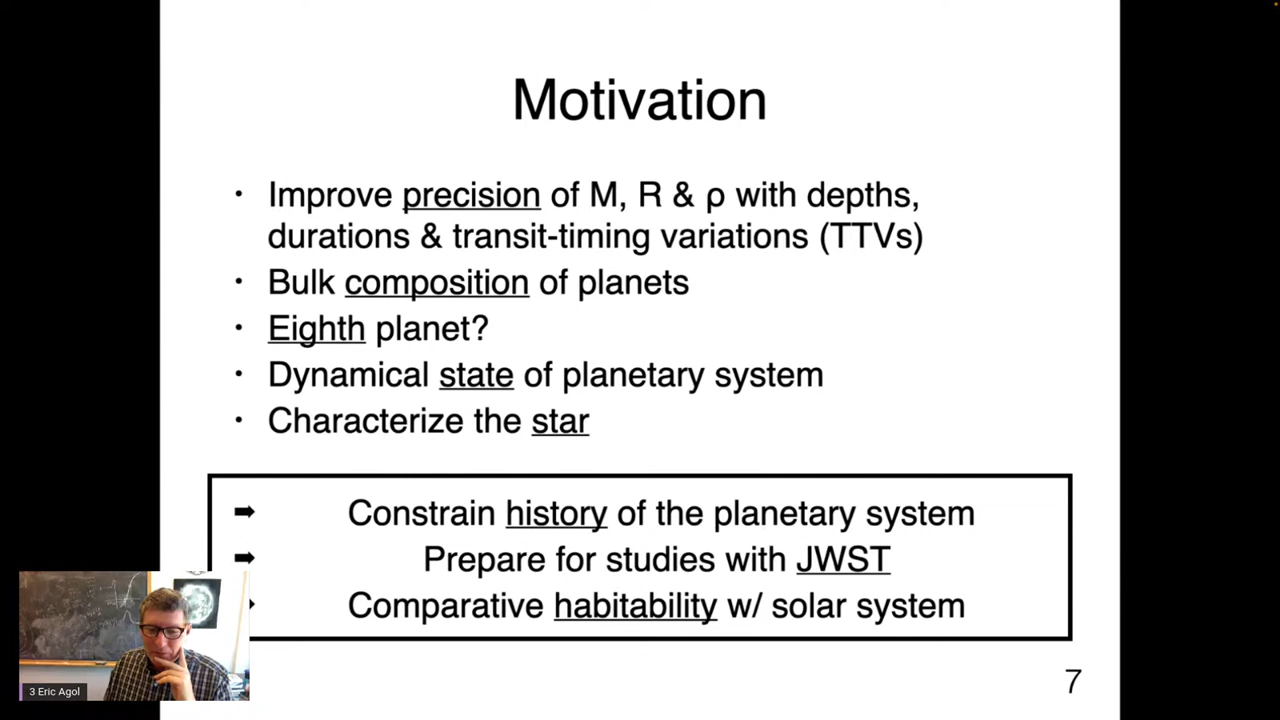 Motivation
• Improve precision of M, R & ρ with depths,
durations & transit-timing variations (TTVs)
• Bulk composition of planets
• Eighth planet?
• Dynamical state of planetary system
• Characterize the star
➡ Constrain history of the planetary system
➡ Prepare for studies with JWST
➡ Comparative habitability w/ solar system
3 Eric Agol
7